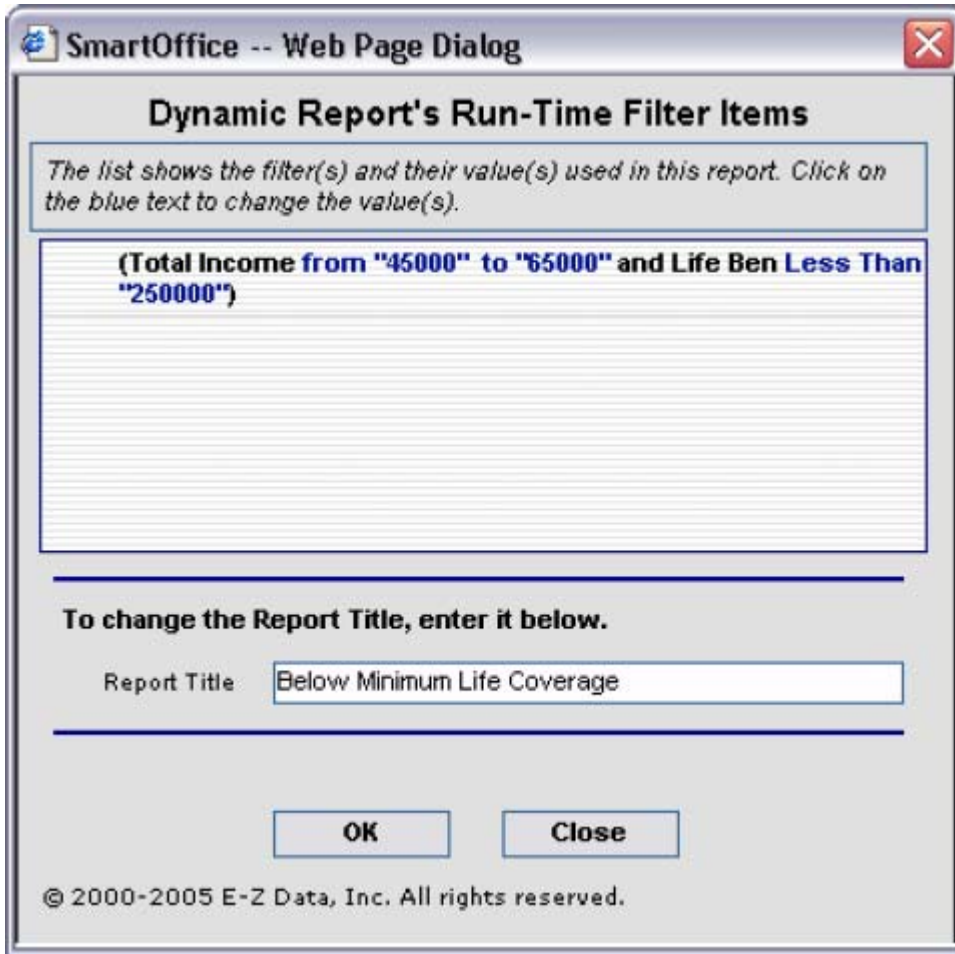 SmartOffice -- Web Page Dialog
Dynamic Report's Run-Time Filter Items
The list shows the filter(s) and their value(s) used in this report. Click on
the blue text to change the value(s).
(Total Income from "45000" to "65000" and Life Ben Less Than
"250000")
To change the Report Title, enter it below.
Report Title Below Minimum Life Coverage
OK Close
© 2000-2005 E-Z Data, Inc. All rights reserved.